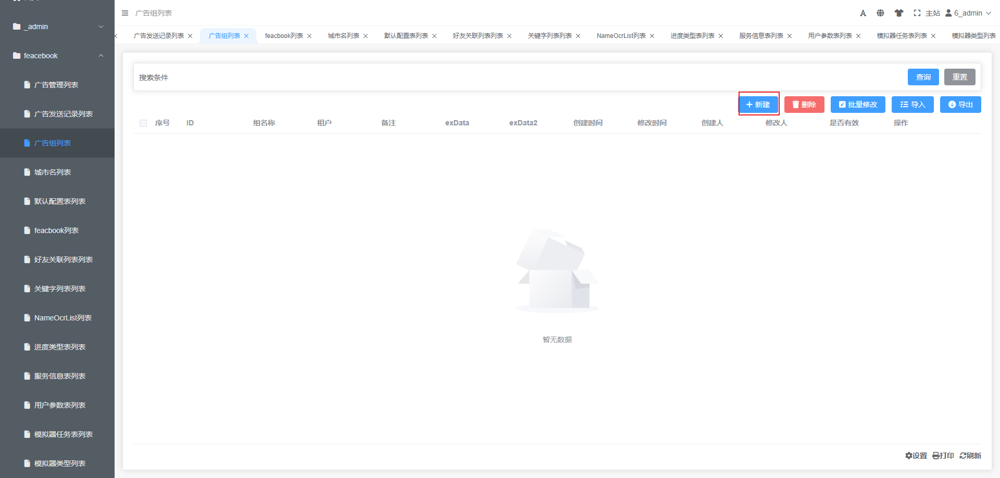 广告组列表
主站
6_admin
广告发送记录列表
广告组列表
feacbook列表
城市名列表
默认配置表列表
好友关联列表列表
关键字列表列表
NameOcrList列表
进度类型表列表
服务信息表列表
用户参数表列表
模拟器任务表列表
模拟器类型列表
_admin
feacebook
广告管理列表
广告发送记录列表
广告组列表
城市名列表
默认配置表列表
feacbook列表
好友关联列表列表
关键字列表列表
NameOcrList列表
进度类型表列表
服务信息表列表
用户参数表列表
模拟器任务表列表
模拟器类型列表
搜索条件
查询
重置
新建
删除
批量修改
导入
导出
序号
ID
组名称
租户
备注
exData
exData2
创建时间
修改时间
创建人
修改人
是否有效
操作
暂无数据
设置
打印
刷新